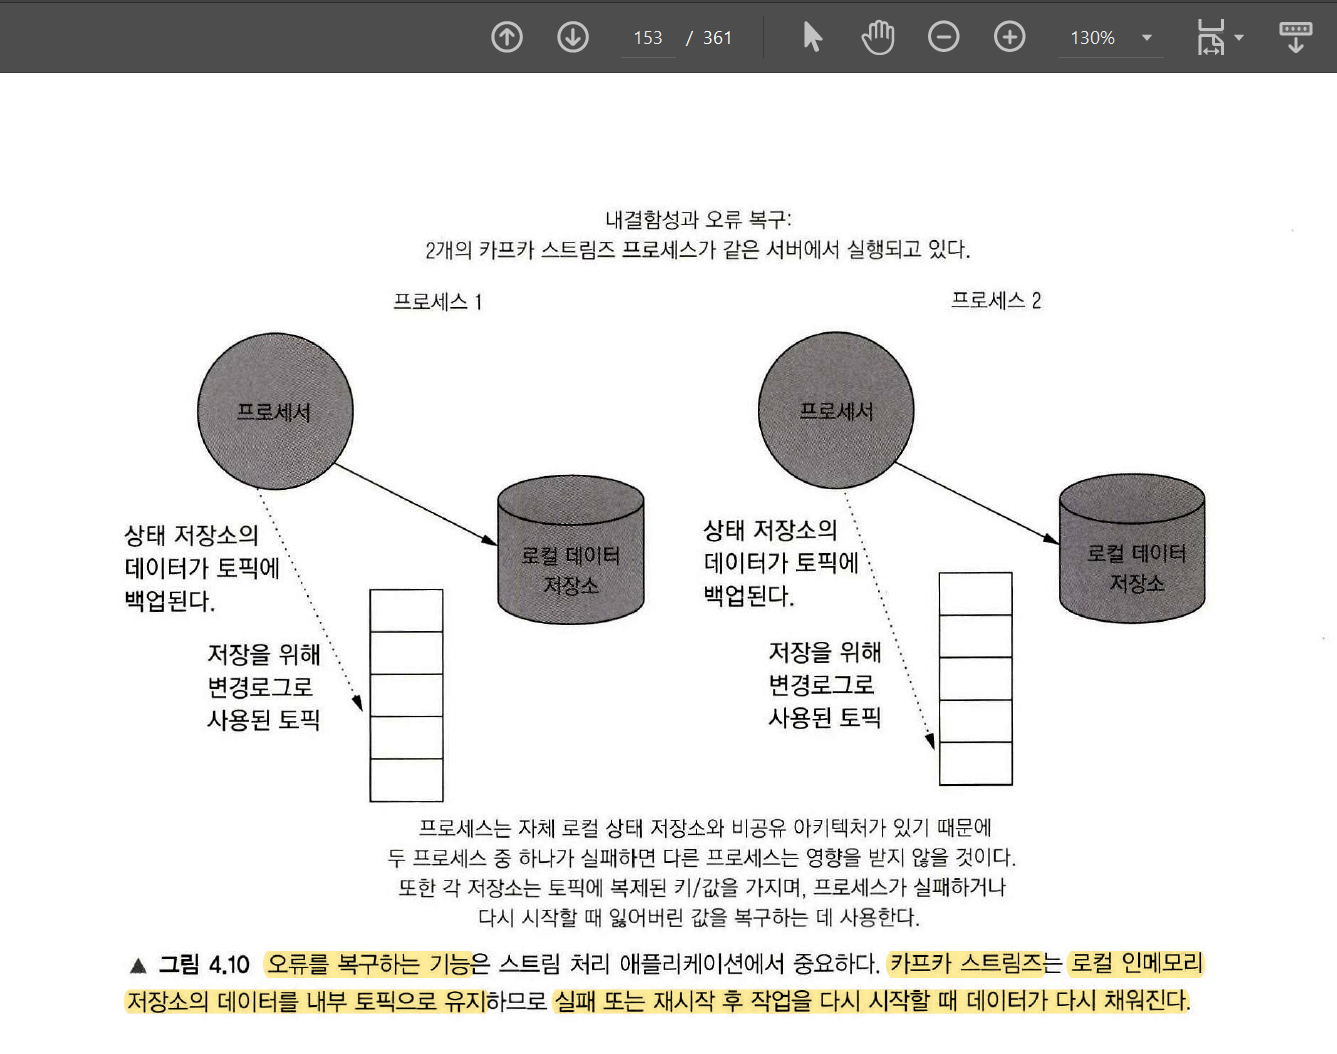 153 / 361
130%
내결함성과 오류 복구:
2개의 카프카 스트림즈 프로세스가 같은 서버에서 실행되고 있다.
프로세스 1
프로세스 2
프로세서
로컬 데이터
저장소
상태 저장소의
데이터가 토픽에
백업된다.
저장을 위해
변경로그로
사용된 토픽
프로세서
로컬 데이터
저장소
상태 저장소의
데이터가 토픽에
백업된다.
저장을 위해
변경로그로
사용된 토픽
프로세스는 자체 로컬 상태 저장소와 비공유 아키텍처가 있기 때문에
두 프로세스 중 하나가 실패하면 다른 프로세스는 영향을 받지 않을 것이다.
또한 각 저장소는 토픽에 복제된 키/값을 가지며, 프로세스가 실패하거나
다시 시작할 때 잃어버린 값을 복구하는 데 사용한다.
▲ 그림 4.10 오류를 복구하는 기능은 스트림 처리 애플리케이션에서 중요하다. 카프카 스트림즈는 로컬 인메모리
저장소의 데이터를 내부 토픽으로 유지하므로 실패 또는 재시작 후 작업을 다시 시작할 때 데이터가 다시 채워진다.